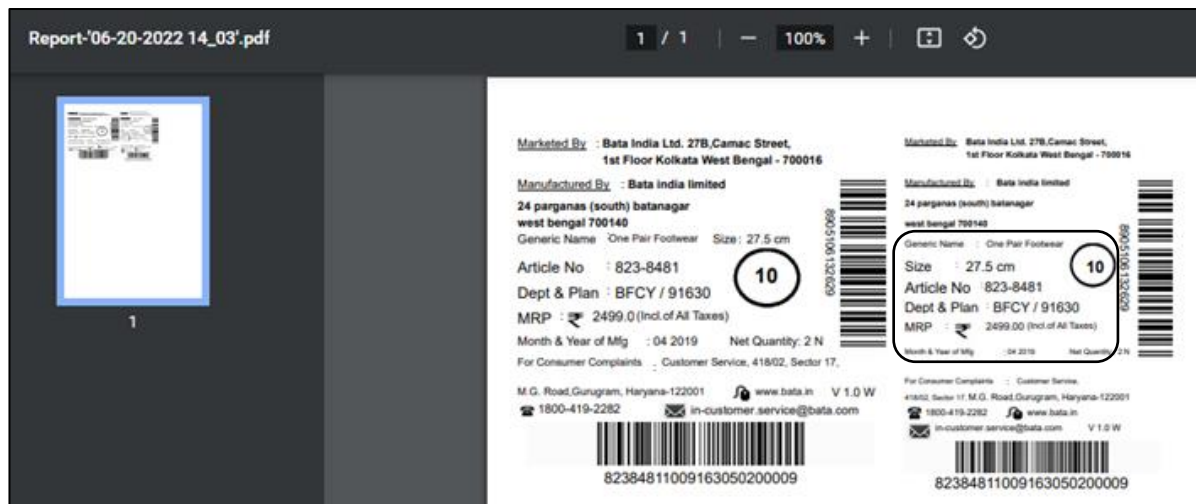 Report-'06-20-2022 14_03'.pdf
1 / 1 | − 100% +
1
Marketed By : Bata India Ltd. 27B,Camac Street,
1st Floor Kolkata West Bengal - 700016
Manufactured By : Bata india limited
24 parganas (south) batanagar
west bengal 700140
Generic Name : One Pair Footwear Size : 27.5 cm
Article No : 823-8481
10
Dept & Plan : BFCY / 91630
MRP : ₹ 2499.0 (Incl.of All Taxes)
Month & Year of Mfg : 04 2019 Net Quantity: 2 N
For Consumer Complaints : Customer Service, 418/02, Sector 17,
M.G. Road,Gurugram, Haryana-122001 www.bata.in V 1.0 W
1800-419-2282 in-customer.service@bata.com
8905106132629
82384811009163050200009
Marketed By : Bata India Ltd. 27B,Camac Street,
1st Floor Kolkata West Bengal - 700016
Manufactured By : Bata india limited
24 parganas (south) batanagar
west bengal 700140
Generic Name : One Pair Footwear
Size : 27.5 cm
10
Article No :823-8481
Dept & Plan : BFCY / 91630
MRP : ₹ 2499.00 (Incl.of All Taxes)
Month & Year of Mfg : 04 2019 Net Quantity: 2 N
For Consumer Complaints : Customer Service,
418/02, Sector 17, M.G. Road,Gurugram, Haryana-122001
1800-419-2282 www.bata.in
in-customer.service@bata.com V 1.0 W
8905106132629
82384811009163050200009